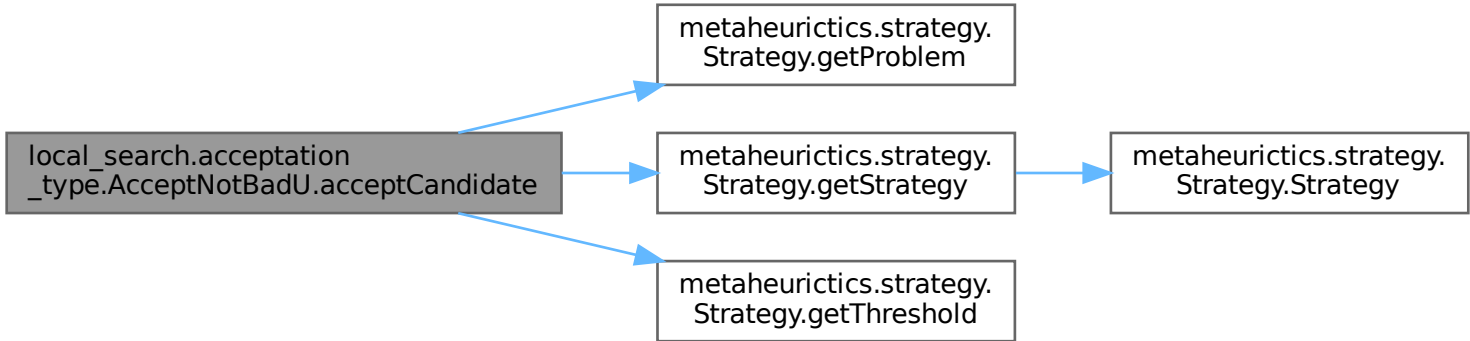 metaheurictics.strategy.
Strategy.getProblem
local_search.acceptation
_type.AcceptNotBadU.acceptCandidate
metaheurictics.strategy.
Strategy.getStrategy
metaheurictics.strategy.
Strategy.Strategy
metaheurictics.strategy.
Strategy.getThreshold